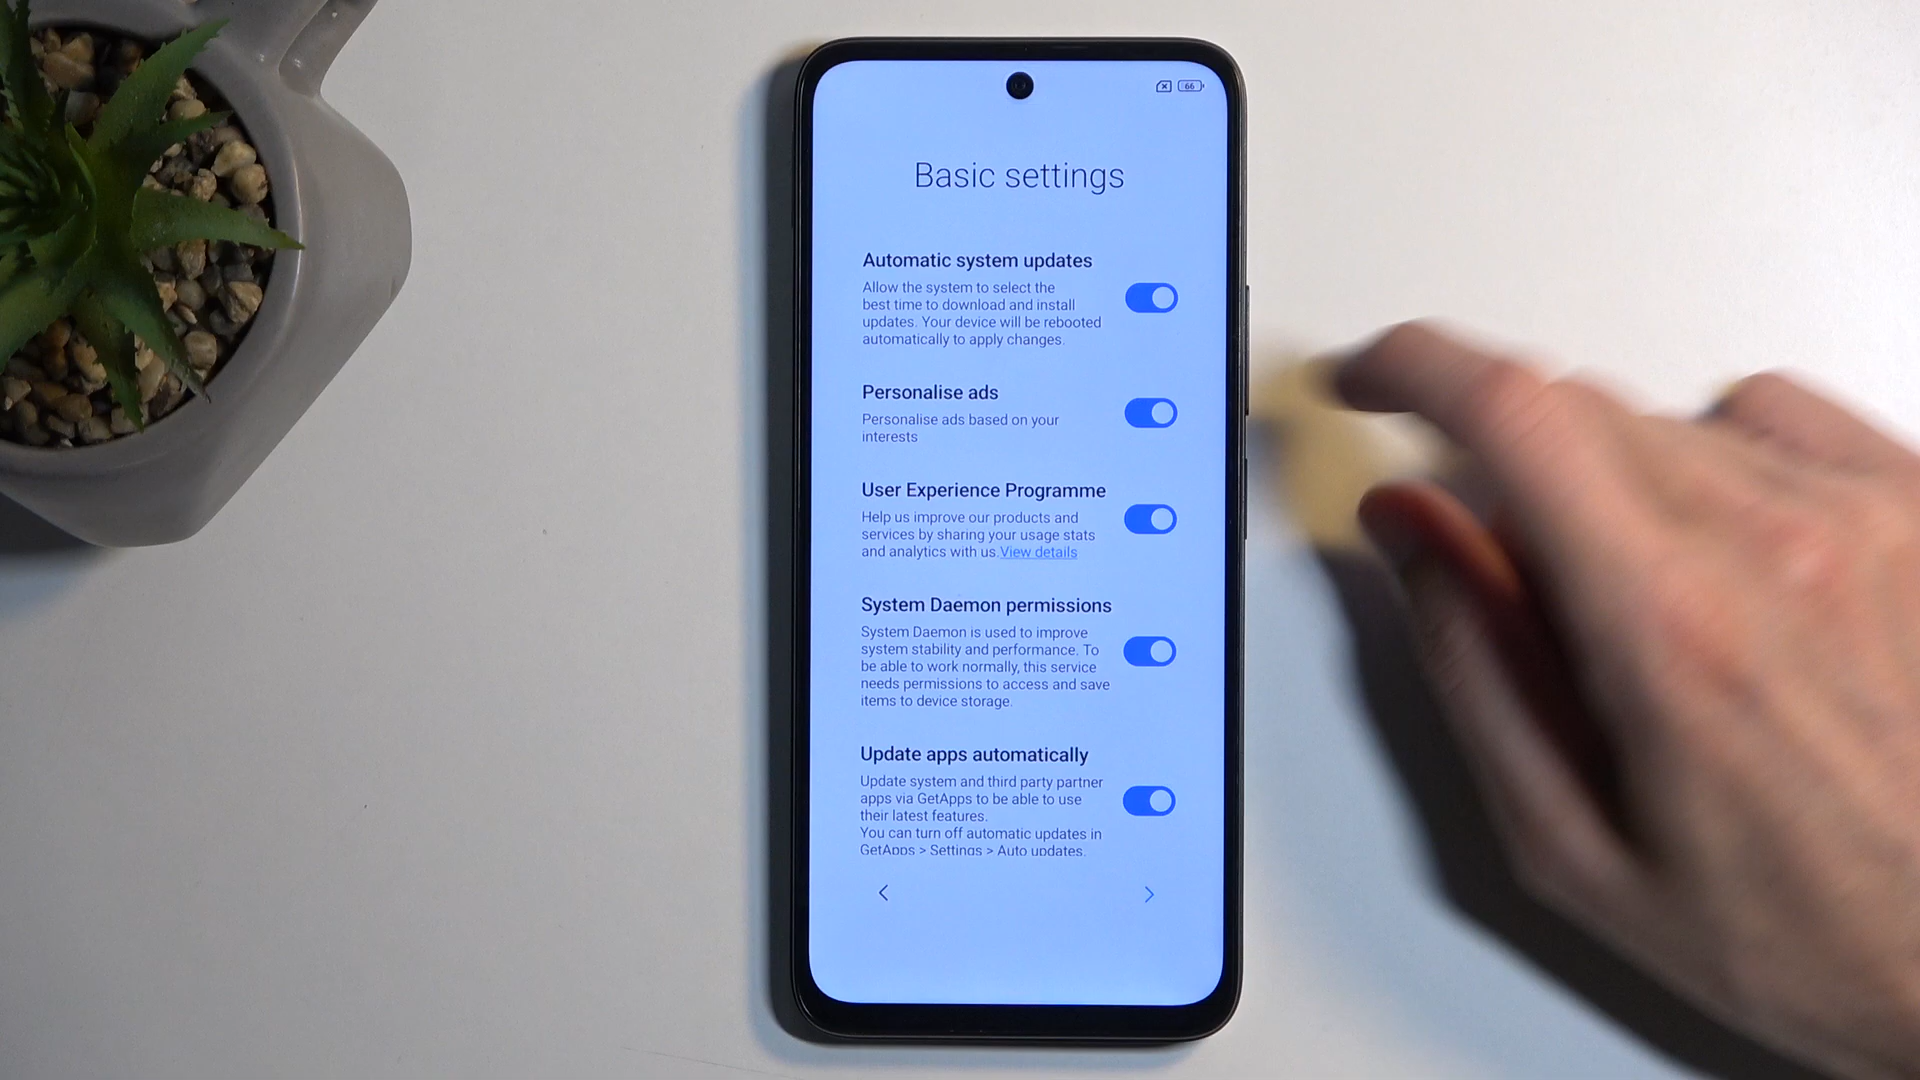 66
Basic settings
Automatic system updates
Allow the system to select the
best time to download and install
updates. Your device will be rebooted
automatically to apply changes.
Personalise ads
Personalise ads based on your
interests
User Experience Programme
Help us improve our products and
services by sharing your usage stats
and analytics with us.View details
System Daemon permissions
System Daemon is used to improve
system stability and performance. To
be able to work normally, this service
needs permissions to access and save
items to device storage.
Update apps automatically
Update system and third party partner
apps via GetApps to be able to use
their latest features.
You can turn off automatic updates in
GetApps > Settings > Auto updates.